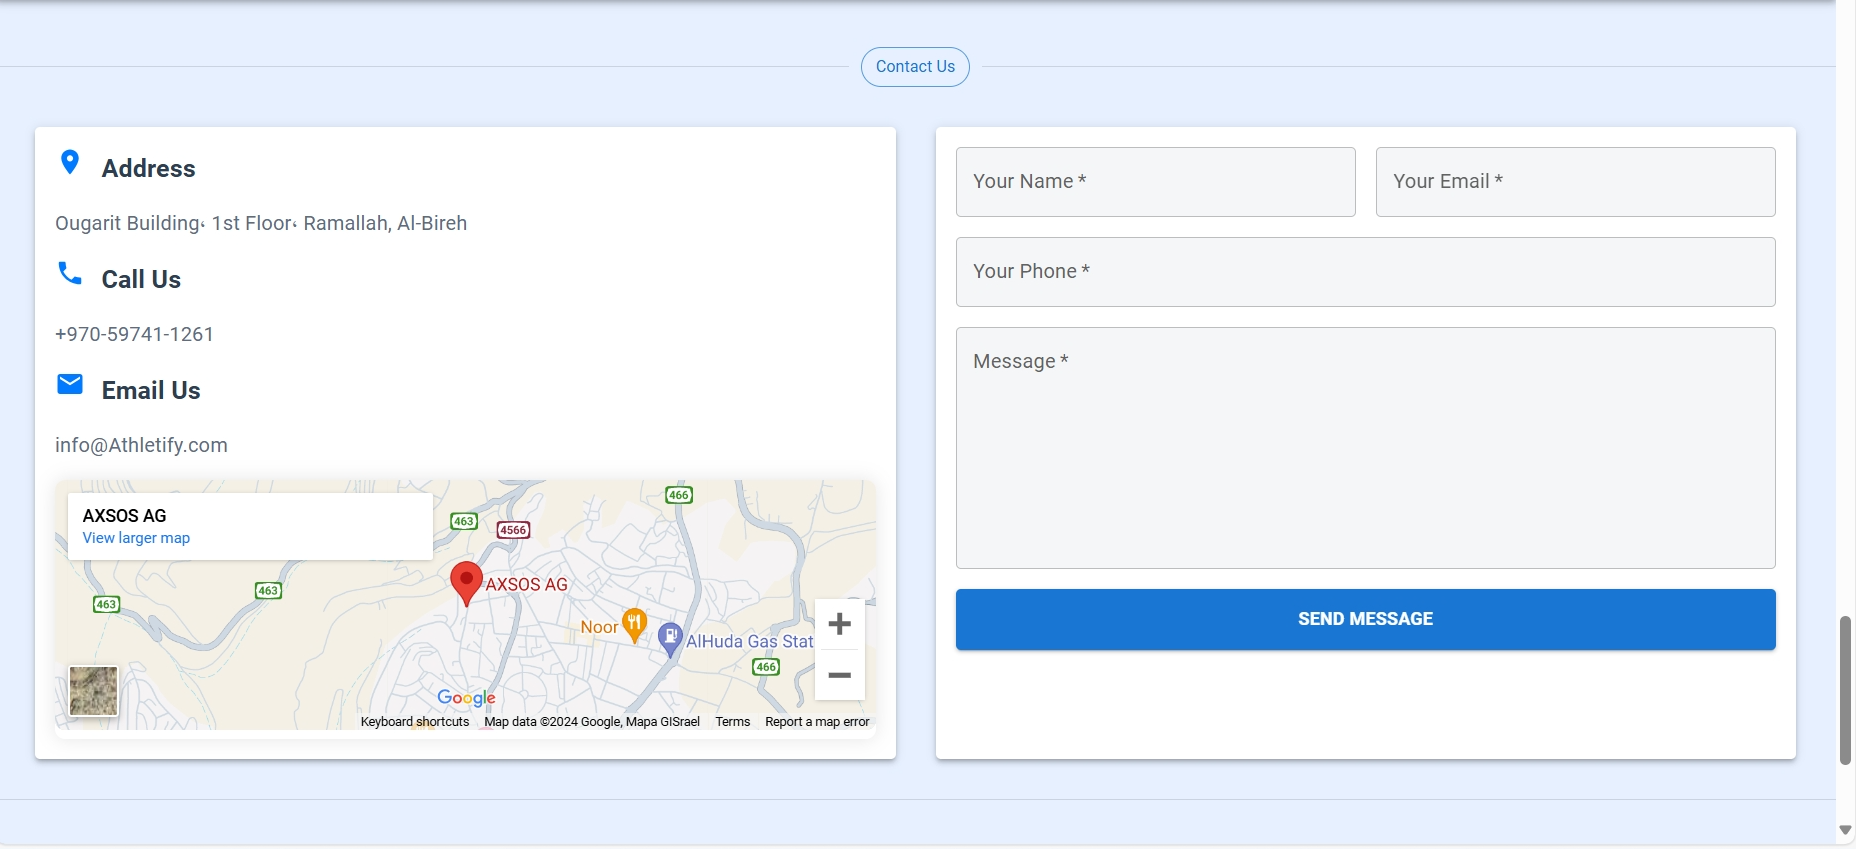 Contact Us
Address
Ougarit Building، 1st Floor، Ramallah, Al-Bireh
Call Us
+970-59741-1261
Email Us
info@Athletify.com
AXSOS AG
View larger map
466
463
4566
463
463
AXSOS AG
Noor
AlHuda Gas Stat
466
Google
Keyboard shortcuts
Map data ©2024 Google, Mapa GISrael
Terms
Report a map error
Your Name *
Your Email *
Your Phone *
Message *
SEND MESSAGE